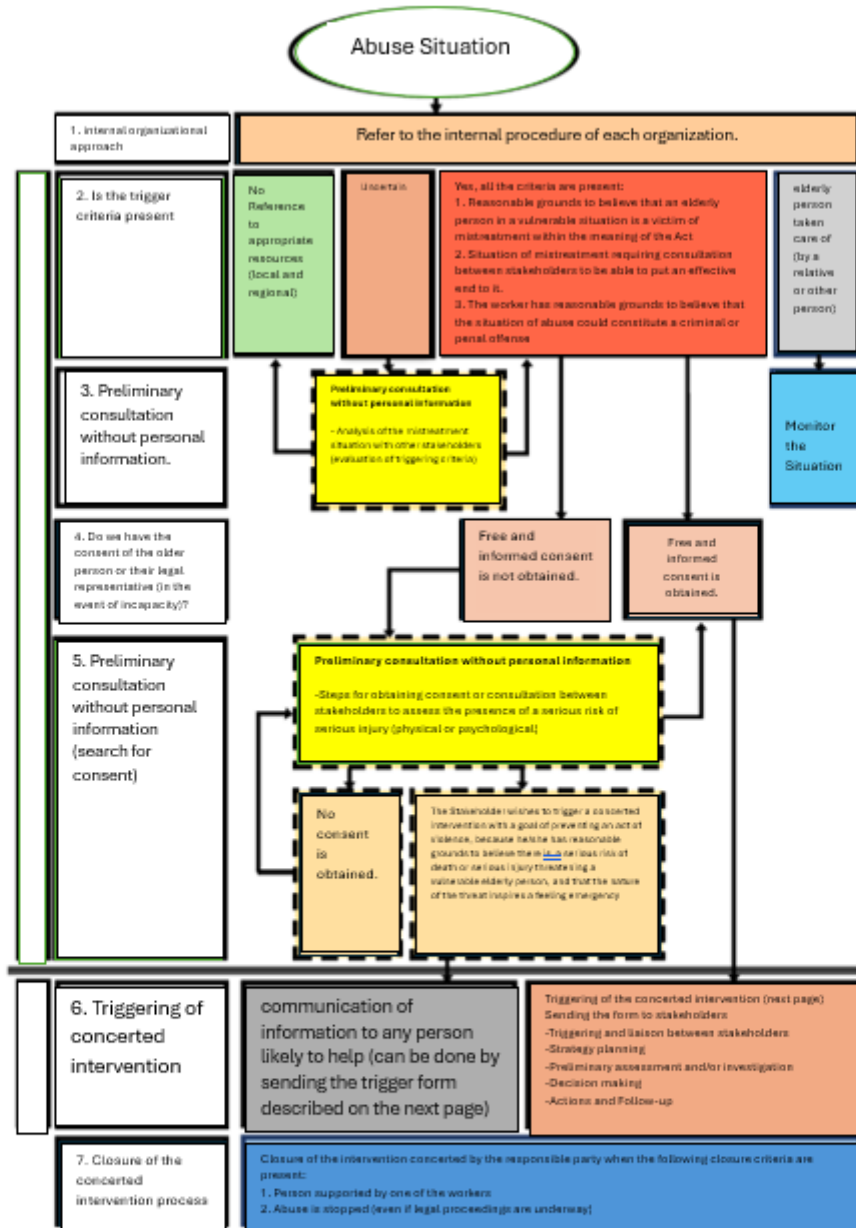 Abuse Situation
1. internal organizational
approach
Refer to the internal procedure of each organization.
2. Is the trigger
criteria present
No
Reference
to
appropriate
resources
(local and
regional)
Uncertain
Yes, all the criteria are present:
1. Reasonable grounds to believe that an elderly
person in a vulnerable situation is a victim of
mistreatment within the meaning of the Act
2. Situation of mistreatment requiring consultation
between stakeholders to be able to put an effective
end to it.
3. The worker has reasonable grounds to believe that
the situation of abuse could constitute a criminal or
penal offense
elderly
person
taken
care of
(by a
relative
or other
person)
3. Preliminary
consultation
without personal
information.
Preliminary consultation
without personal information
- Analysis of the mistreatment
situation with other stakeholders
(evaluation of triggering criteria)
Monitor
the
Situation
4. Do we have the
consent of the older
person or their legal
representative (in the
event of incapacity)?
Free and
informed consent
is not obtained.
Free and
informed
consent is
obtained.
5. Preliminary
consultation
without personal
information
(search for
consent)
Preliminary consultation without personal information
-Steps for obtaining consent or consultation between
stakeholders to assess the presence of a serious risk of
serious injury (physical or psychological)
No
consent
is
obtained.
The Stakeholder wishes to trigger a concerted
intervention with a goal of preventing an act of
violence, because he/she has reasonable
grounds to believe there is a serious risk of
death or serious injury threatening a
vulnerable elderly person, and that the nature
of the threat inspires a feeling emergency
6. Triggering of
concerted
intervention
communication of
information to any person
likely to help (can be done by
sending the trigger form
described on the next page)
Triggering of the concerted intervention (next page)
Sending the form to stakeholders
-Triggering and liaison between stakeholders
-Strategy planning
-Preliminary assessment and/or investigation
-Decision making
-Actions and Follow-up
7. Closure of the
concerted
intervention process
Closure of the intervention concerted by the responsible party when the following closure criteria are
present:
1. Person supported by one of the workers
2. Abuse is stopped (even if legal proceedings are underway)